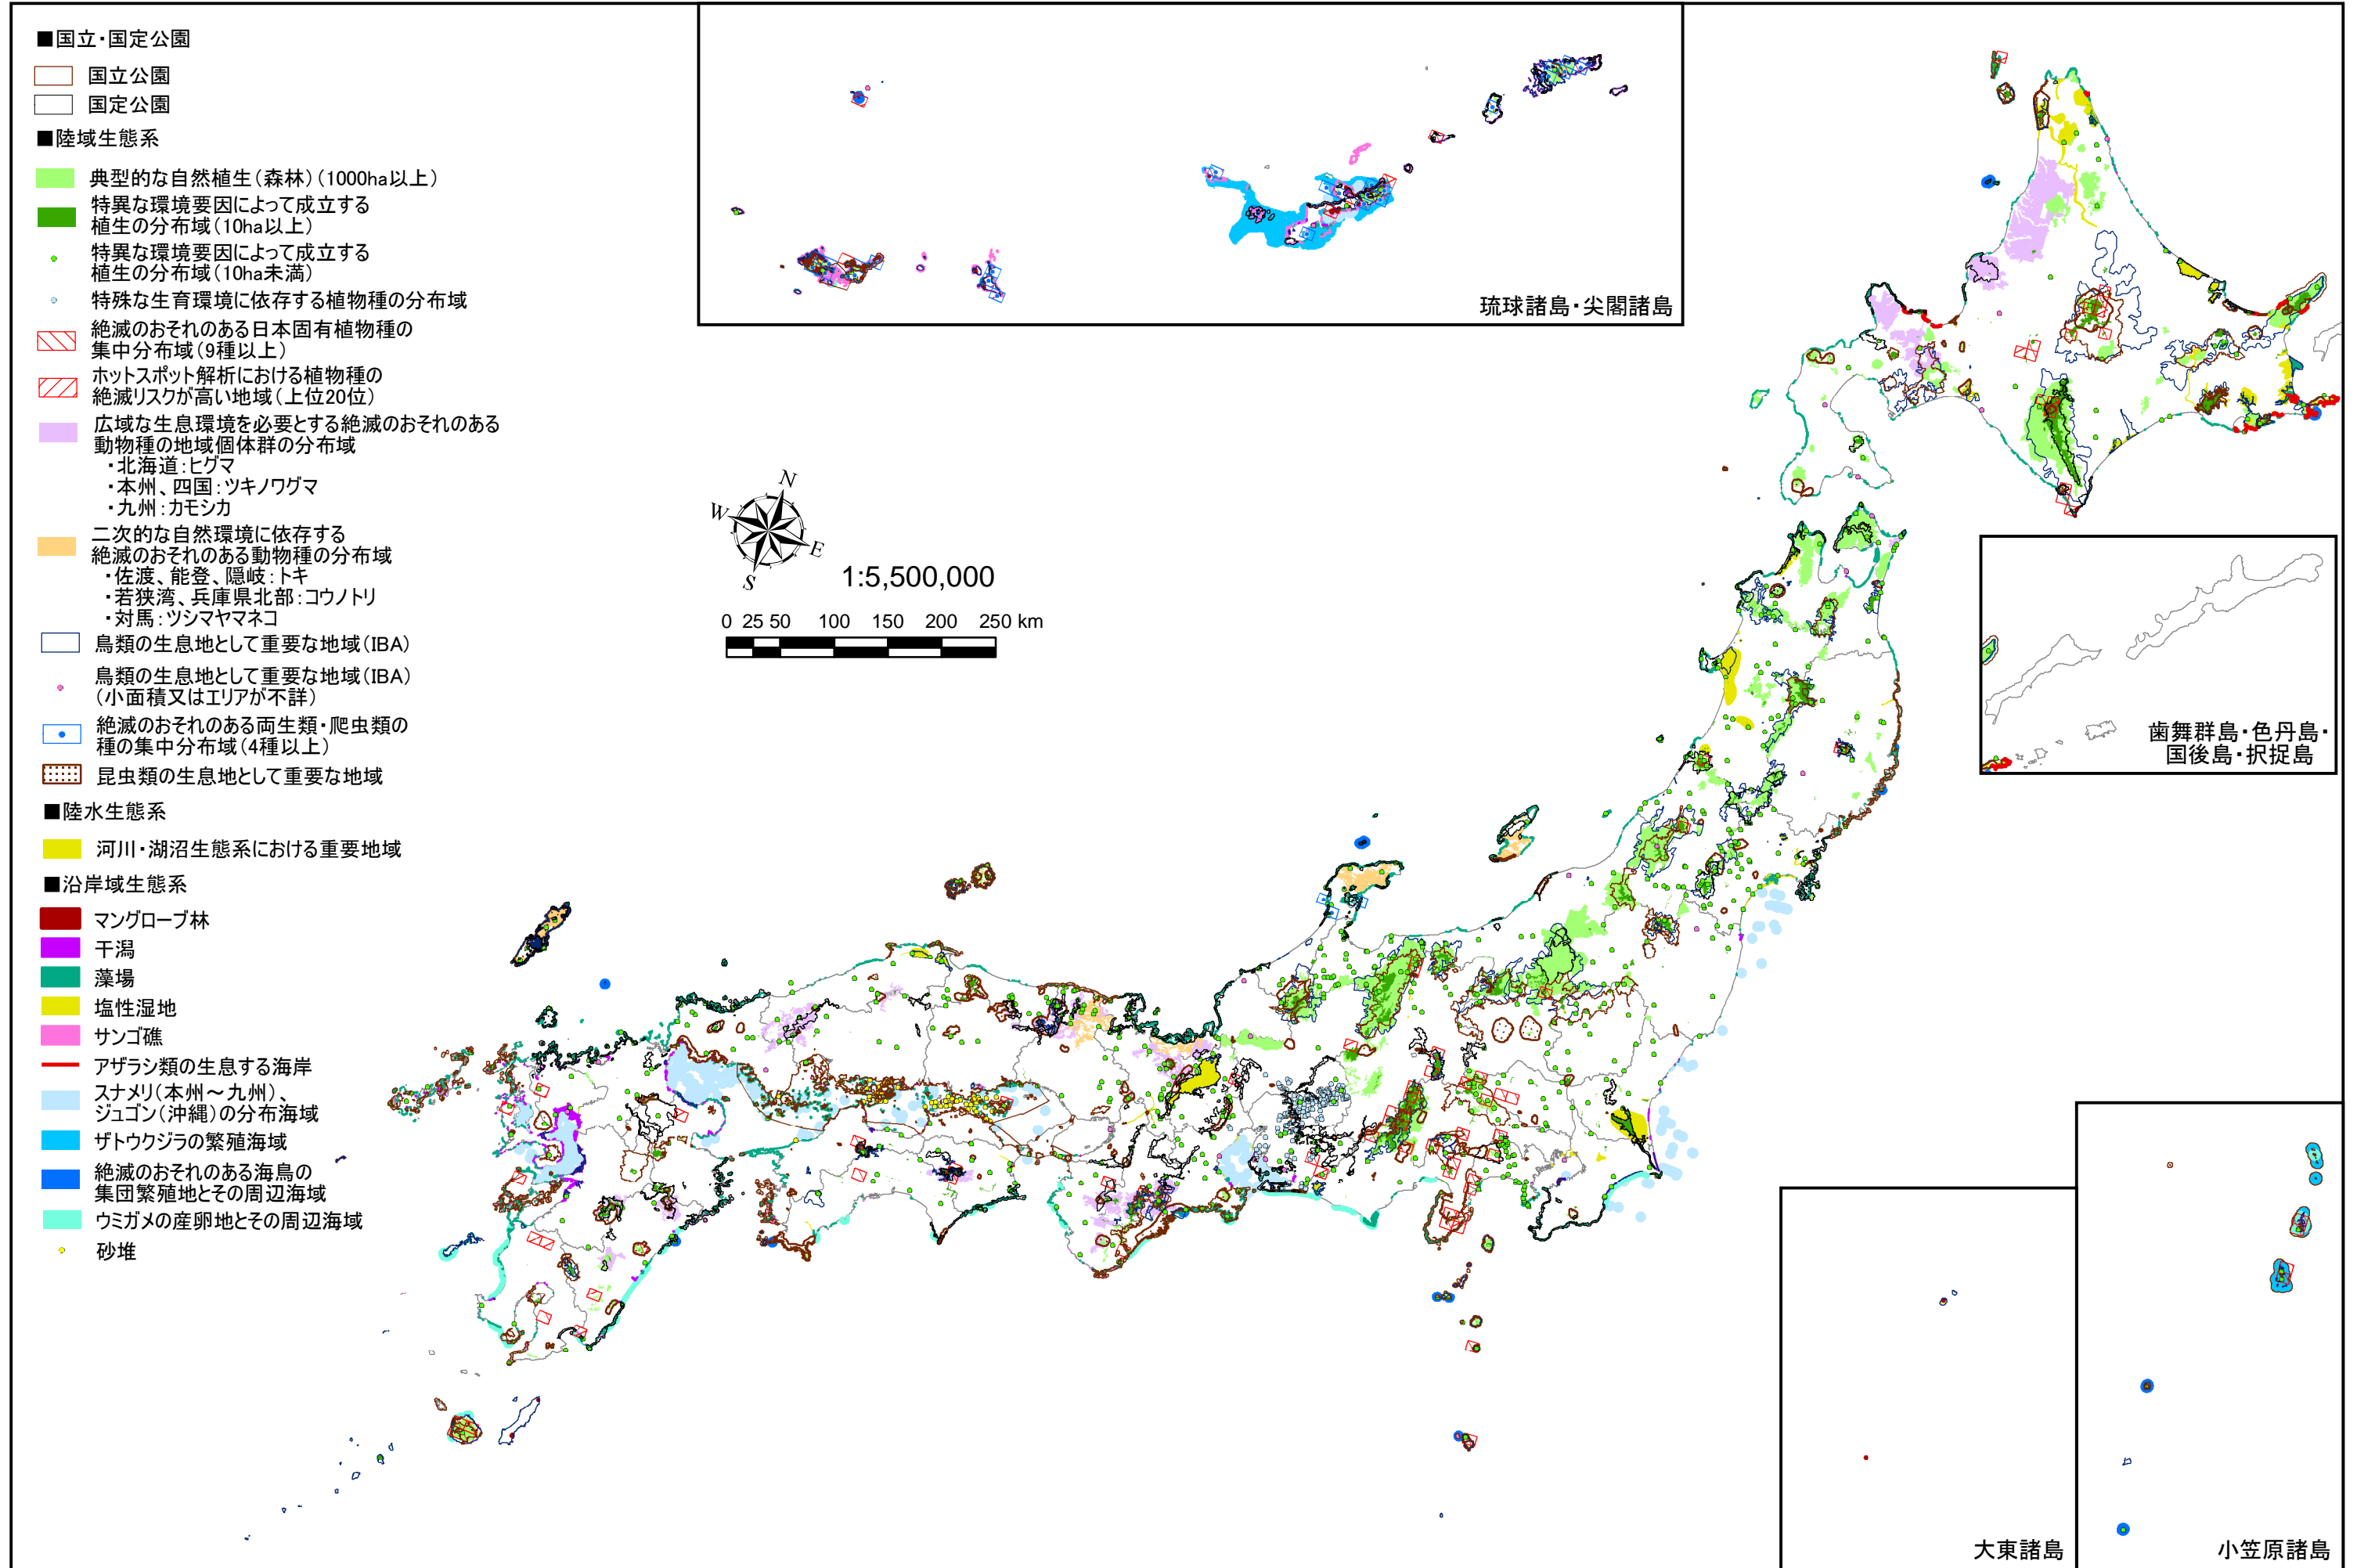 ■国立・国定公園
国立公園
国定公園
■陸域生態系
典型的な自然植生(森林)(1000ha以上)
特異な環境要因によって成立する
植生の分布域(10ha以上)
特異な環境要因によって成立する
植生の分布域(10ha未満)
特殊な生育環境に依存する植物種の分布域
絶滅のおそれのある日本固有植物種の
集中分布域(9種以上)
ホットスポット解析における植物種の
絶滅リスクが高い地域(上位20位)
広域な生息環境を必要とする絶滅のおそれのある
動物種の地域個体群の分布域
・北海道:ヒグマ
・本州、四国:ツキノワグマ
・九州:カモシカ
二次的な自然環境に依存する
絶滅のおそれのある動物種の分布域
・佐渡、能登、隠岐:トキ
・若狭湾、兵庫県北部:コウノトリ
・対馬:ツシマヤマネコ
鳥類の生息地として重要な地域(IBA)
鳥類の生息地として重要な地域(IBA)
(小面積又はエリアが不詳)
絶滅のおそれのある両生類・爬虫類の
種の集中分布域(4種以上)
昆虫類の生息地として重要な地域
■陸水生態系
河川・湖沼生態系における重要地域
■沿岸域生態系
マングローブ林
干潟
藻場
塩性湿地
サンゴ礁
アザラシ類の生息する海岸
スナメリ(本州～九州)、
ジュゴン(沖縄)の分布海域
ザトウクジラの繁殖海域
絶滅のおそれのある海鳥の
集団繁殖地とその周辺海域
ウミガメの産卵地とその周辺海域
砂堆
琉球諸島・尖閣諸島
N
W
E
S
1:5,500,000
0 25 50 100 150 200 250 km
歯舞群島・色丹島・
国後島・択捉島
大東諸島
小笠原諸島